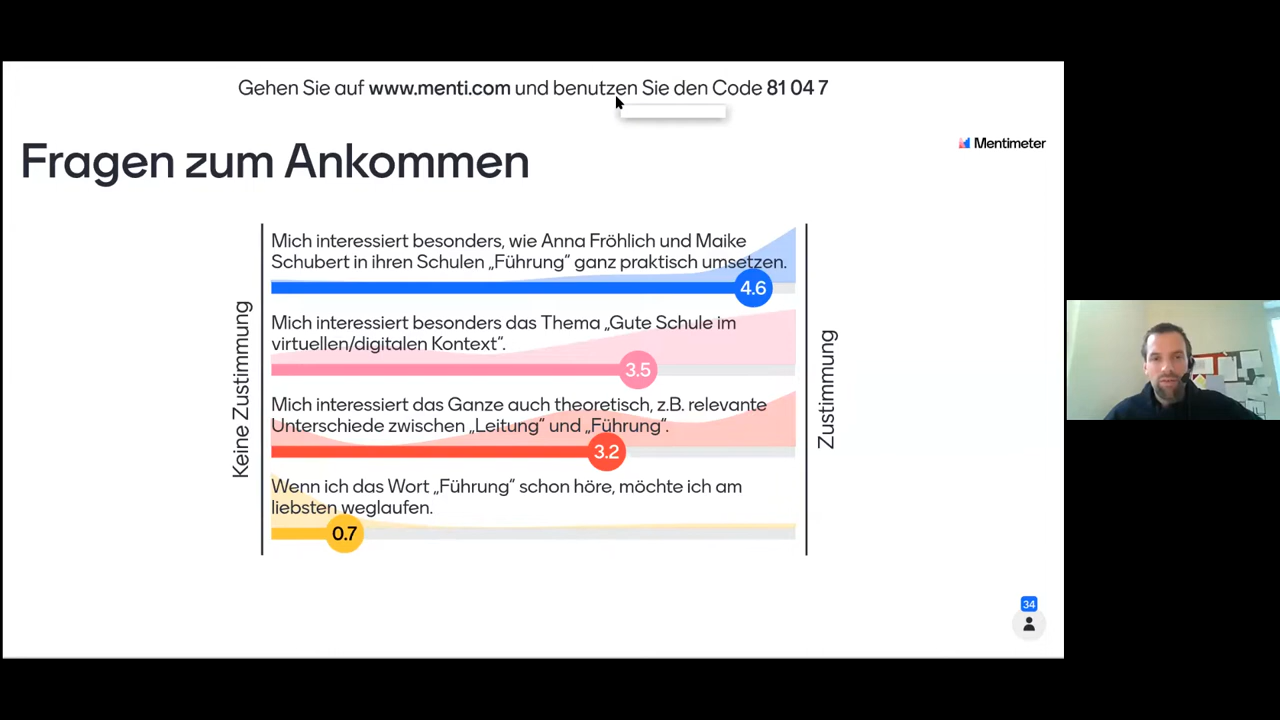 Gehen Sie auf www.menti.com und benutzen Sie den Code 81 04 7
Fragen zum Ankommen
Mentimeter
Keine Zustimmung
Mich interessiert besonders, wie Anna Fröhlich und Maike
Schubert in ihren Schulen „Führung" ganz praktisch umsetzen.
4.6
Mich interessiert besonders das Thema „Gute Schule im
virtuellen/digitalen Kontext".
3.5
Mich interessiert das Ganze auch theoretisch, z.B. relevante
Unterschiede zwischen „Leitung" und „Führung".
3.2
Wenn ich das Wort „Führung" schon höre, möchte ich am
liebsten weglaufen.
0.7
Zustimmung
34